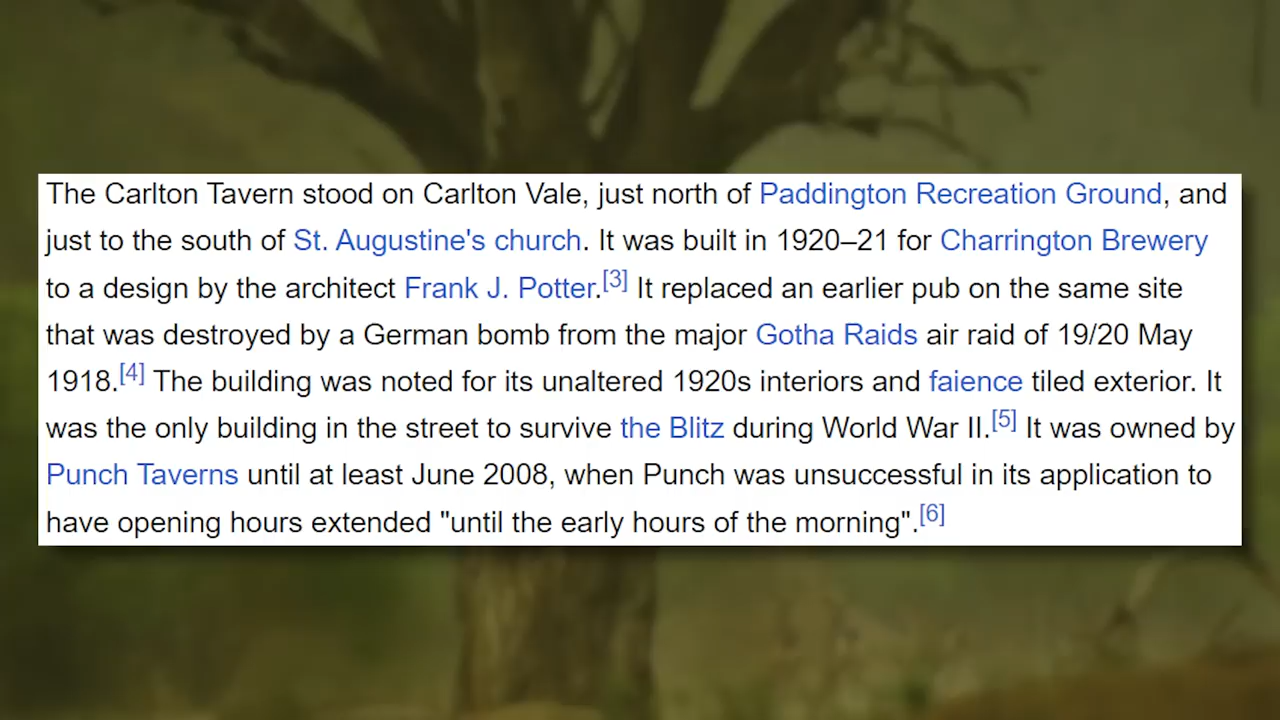 The Carlton Tavern stood on Carlton Vale, just north of Paddington Recreation Ground, and
just to the south of St. Augustine's church. It was built in 1920–21 for Charrington Brewery
to a design by the architect Frank J. Potter.[3] It replaced an earlier pub on the same site
that was destroyed by a German bomb from the major Gotha Raids air raid of 19/20 May
1918.[4] The building was noted for its unaltered 1920s interiors and faience tiled exterior. It
was the only building in the street to survive the Blitz during World War II.[5] It was owned by
Punch Taverns until at least June 2008, when Punch was unsuccessful in its application to
have opening hours extended "until the early hours of the morning".[6]